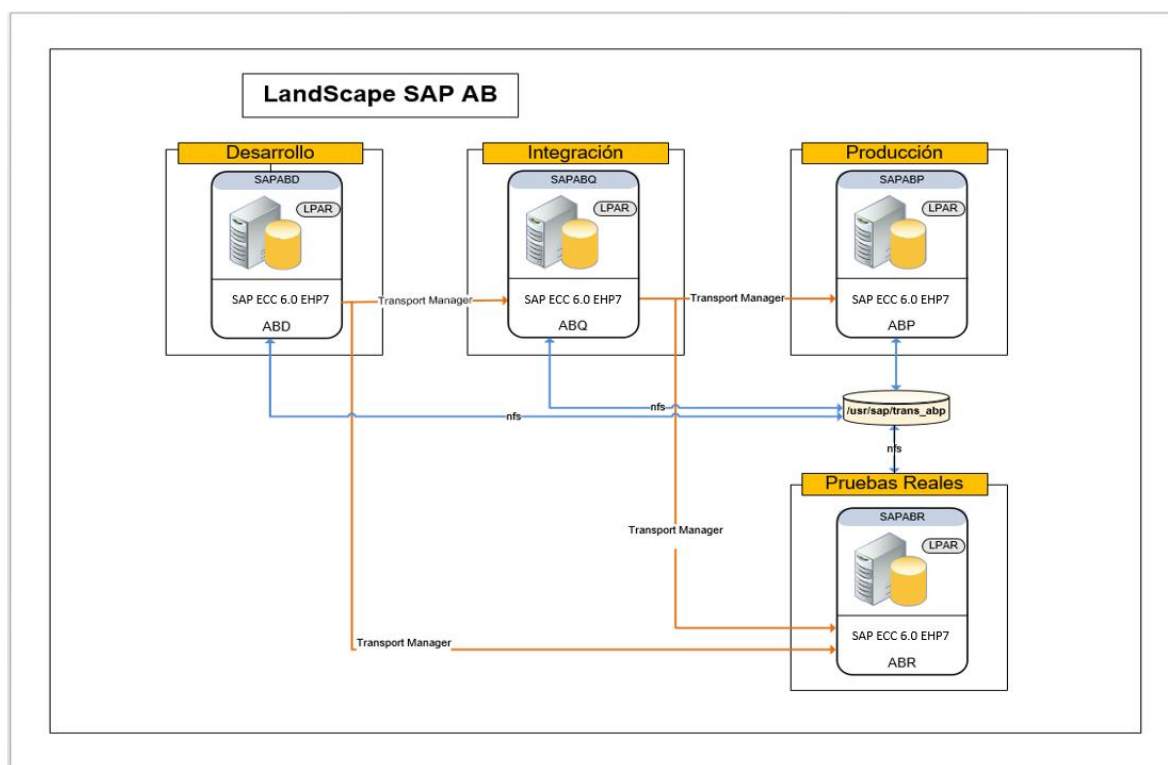 LandScape SAP AB
Desarrollo
SAPABD
LPAR
SAP ECC 6.0 EHP7
ABD
Transport Manager
Integración
SAPABQ
LPAR
SAP ECC 6.0 EHP7
ABQ
Transport Manager
Producción
SAPABP
LPAR
SAP ECC 6.0 EHP7
ABP
nfs
nfs
/usr/sap/trans_abp
nfs
Pruebas Reales
SAPABR
LPAR
SAP ECC 6.0 EHP7
ABR
Transport Manager
Transport Manager